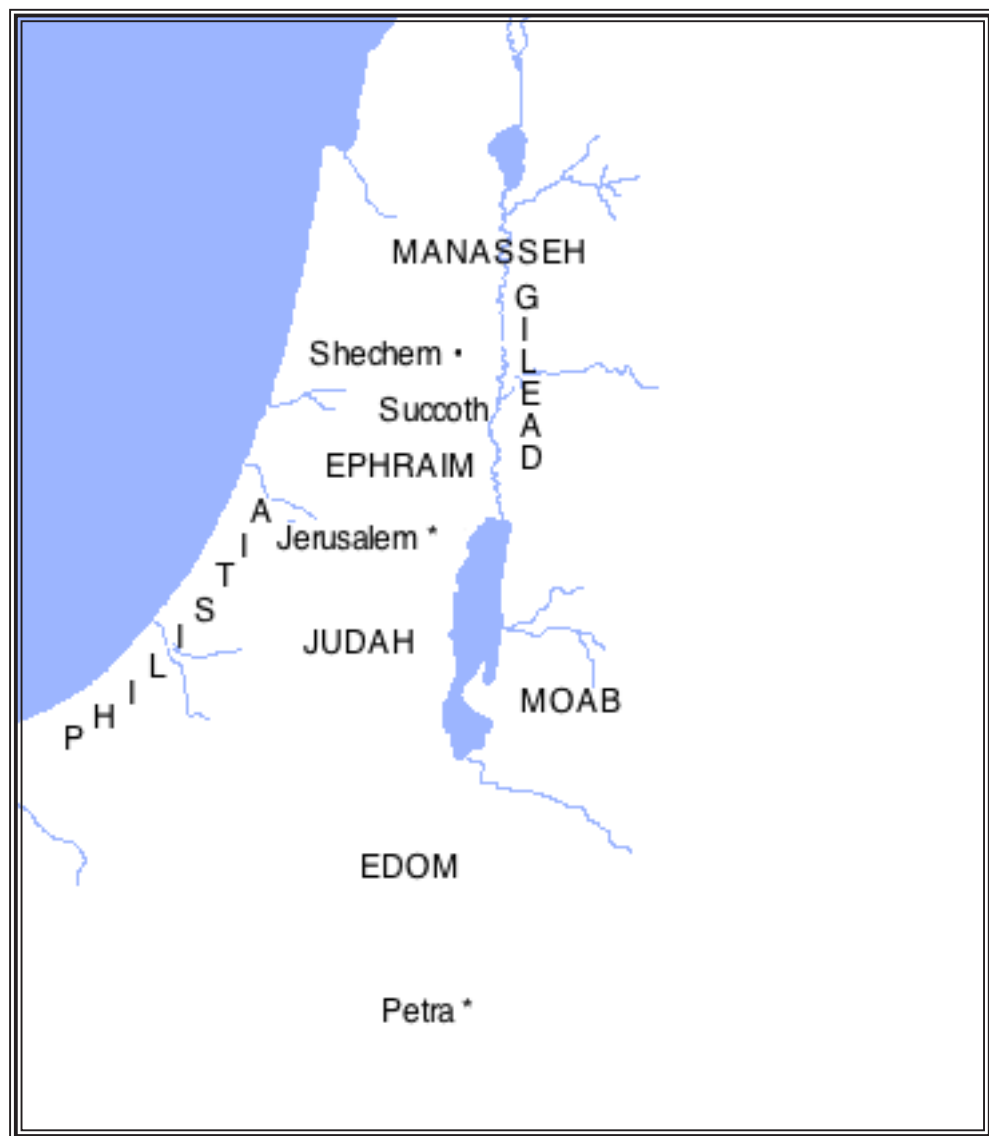 MANASSEH
GILEAD
Shechem
Succoth
EPHRAIM
Jerusalem *
PHILISTIA
JUDAH
MOAB
EDOM
Petra *